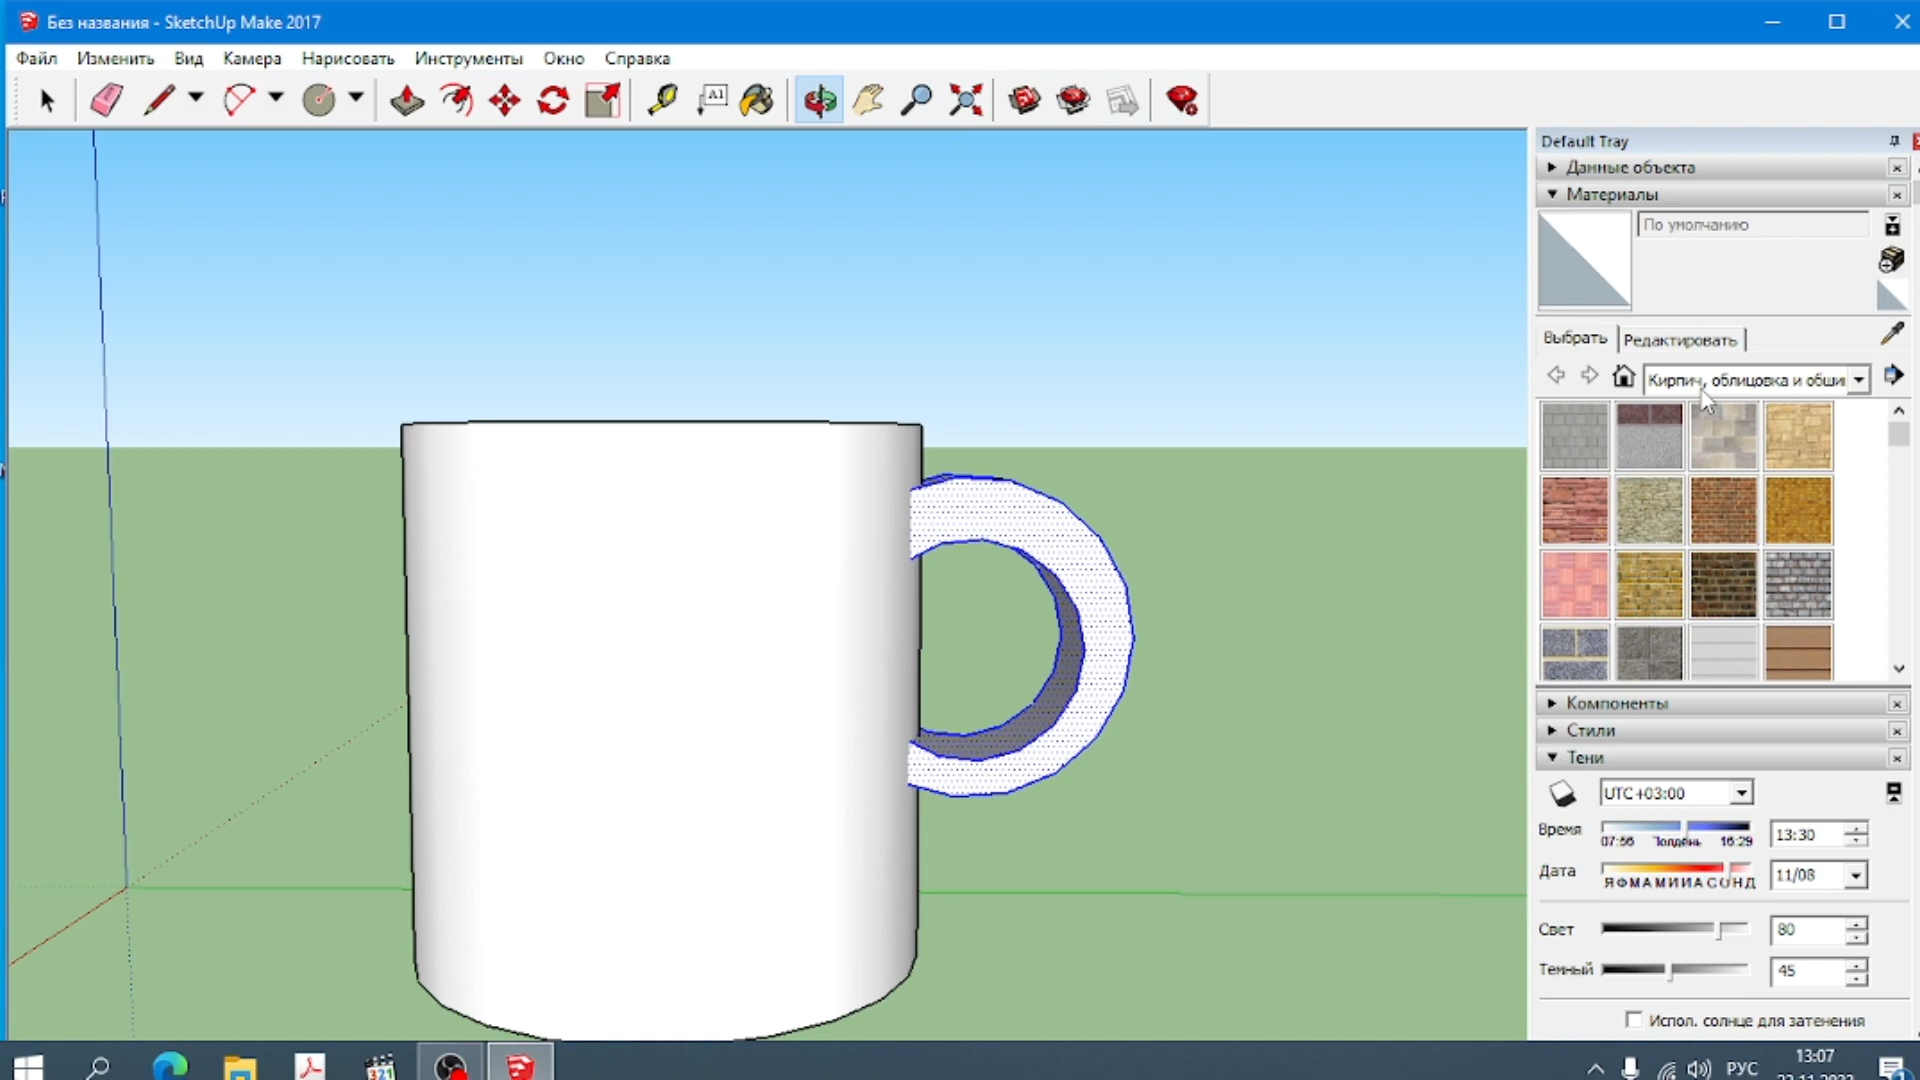 Без названия - SketchUp Make 2017
Файл Изменить Вид Камера Нарисовать Инструменты Окно Справка
A1
Default Tray
Данные объекта
Материалы
По умолчанию
Выбрать Редактировать
Кирпич, облицовка и обши
Компоненты
Стили
Тени
UTC+03:00
Время 07:56 Полдень 16:29 13:30
Дата Я Ф М А М И И А С О Н Д 11/08
Свет 80
Темный 45
Испол. солнце для затенения
321
РУС
13:07